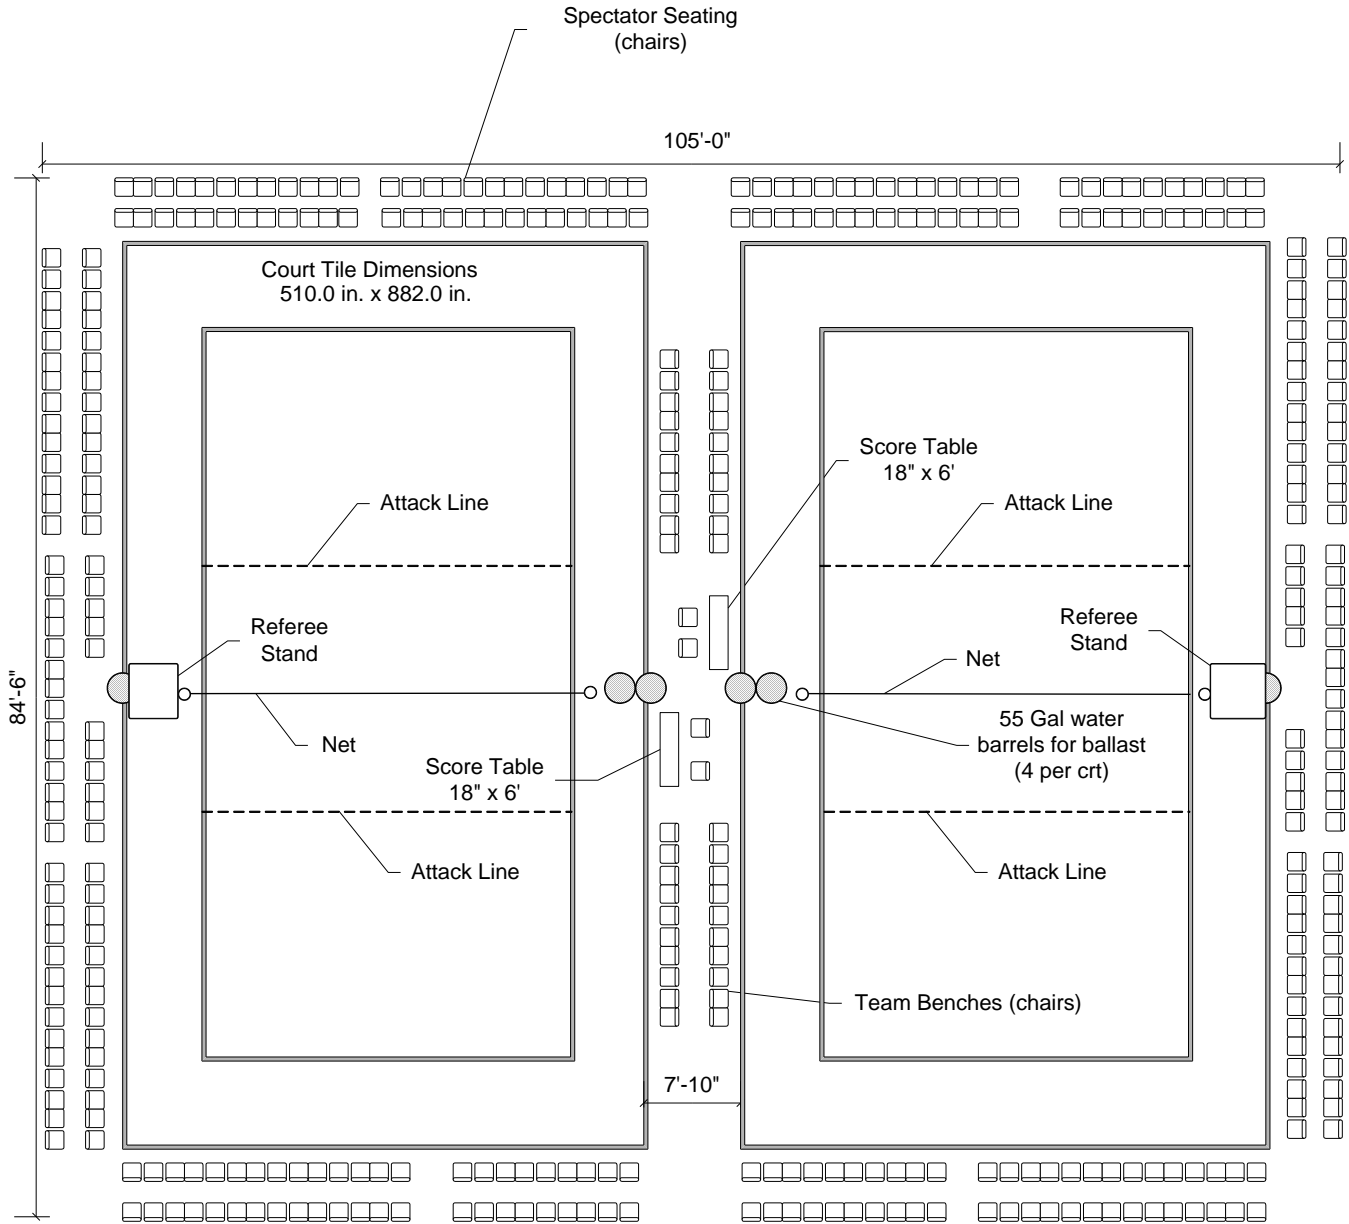 Spectator Seating
(chairs)
105'-0"
Court Tile Dimensions
510.0 in. x 882.0 in.
Score Table
18" x 6'
Attack Line
Attack Line
Referee
Stand
Referee
Stand
Net
84'-6"
Net
55 Gal water
barrels for ballast
(4 per crt)
Score Table
18" x 6'
Attack Line
Attack Line
Team Benches (chairs)
7'-10"